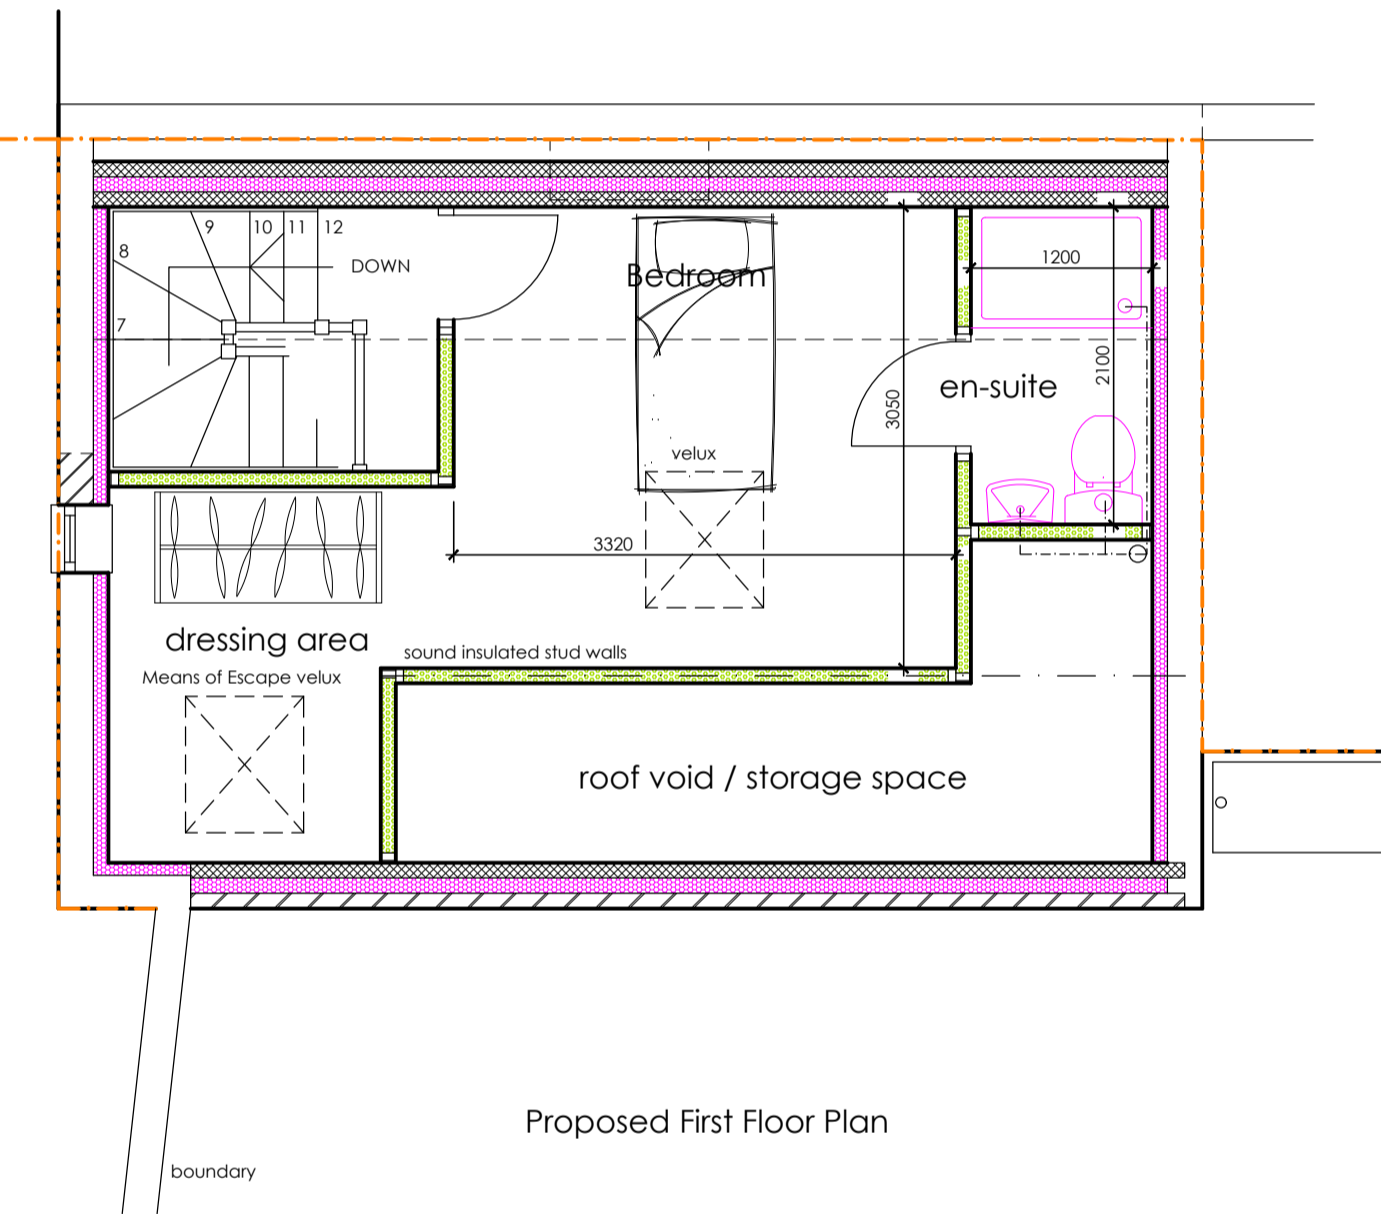 9
10
11
12
8
DOWN
7
Bedroom
1200
en-suite
2100
3050
velux
3320
dressing area
sound insulated stud walls
Means of Escape velux
roof void / storage space
Proposed First Floor Plan
boundary